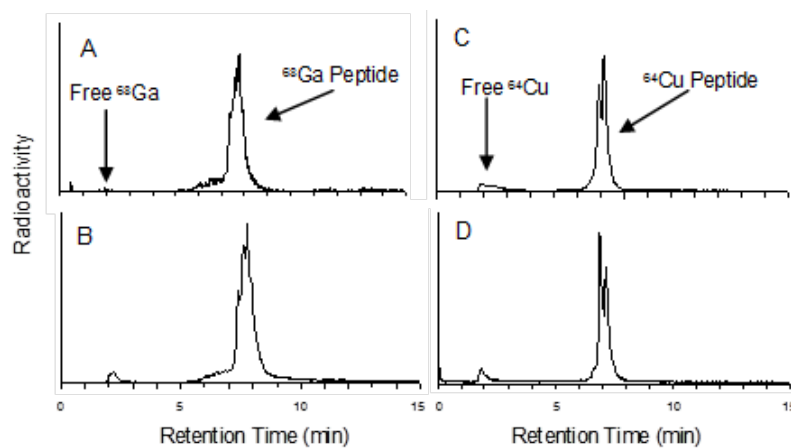 A
Free ⁶⁸Ga
⁶⁸Ga Peptide
C
Free ⁶⁴Cu
⁶⁴Cu Peptide
Radioactivity
B
D
0 5 10 15
0 5 10 15
Retention Time (min)
Retention Time (min)